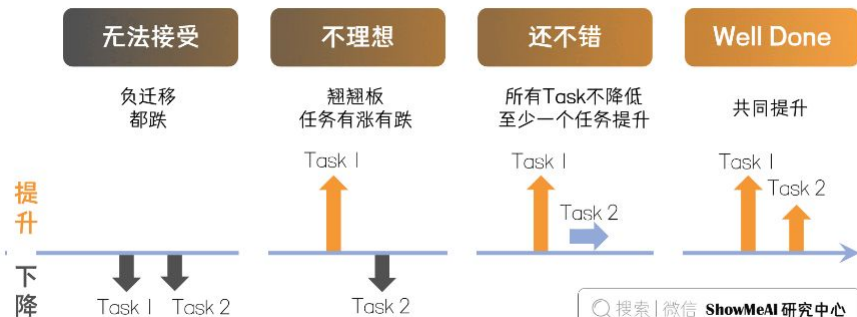 无法接受
不理想
还不错
Well Done
负迁移
都跌
翘翘板
任务有涨有跌
所有Task不降低
至少一个任务提升
共同提升
提升
下降
Task 1
Task 2
Task 1
Task 2
Task 1
Task 2
Task 1
Task 2
搜索|微信 ShowMeAI 研究中心